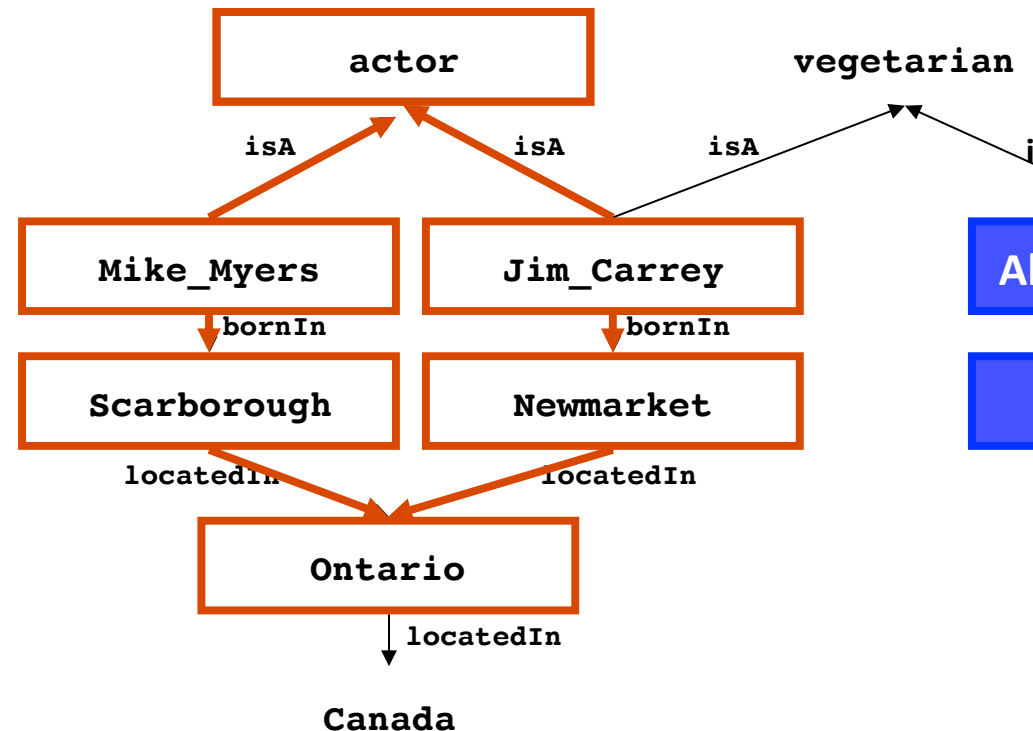 actor
vegetarian
isA
isA
isA
Mike_Myers
Jim_Carrey
bornIn
bornIn
Scarborough
Newmarket
locatedIn
locatedIn
Ontario
locatedIn
Canada